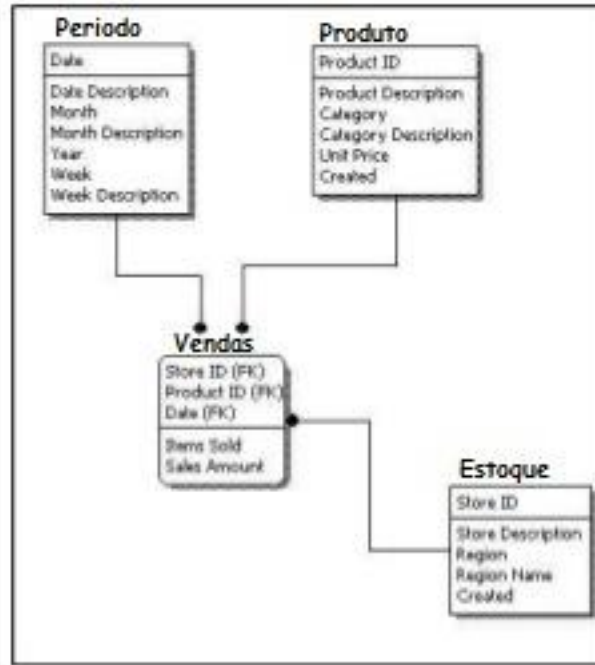 Periodo
Date
Date Description
Month
Month Description
Year
Week
Week Description
Produto
Product ID
Product Description
Category
Category Description
Unit Price
Created
Vendas
Store ID (FK)
Product ID (FK)
Date (FK)
Items Sold
Sales Amount
Estoque
Store ID
Store Description
Region
Region Name
Created